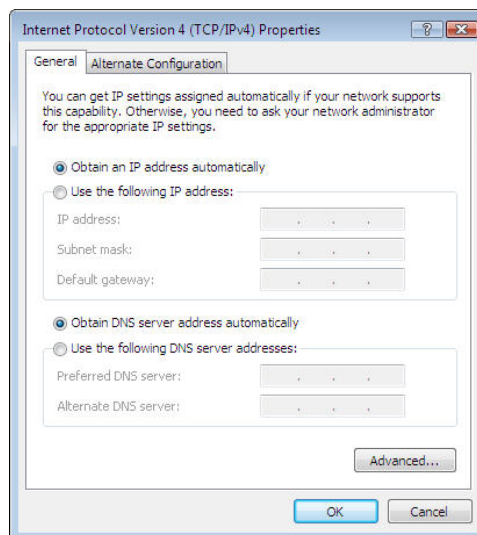 Internet Protocol Version 4 (TCP/IPv4) Properties
General
Alternate Configuration
You can get IP settings assigned automatically if your network supports
this capability. Otherwise, you need to ask your network administrator
for the appropriate IP settings.
Obtain an IP address automatically
Use the following IP address:
IP address:
Subnet mask:
Default gateway:
Obtain DNS server address automatically
Use the following DNS server addresses:
Preferred DNS server:
Alternate DNS server:
Advanced...
OK
Cancel